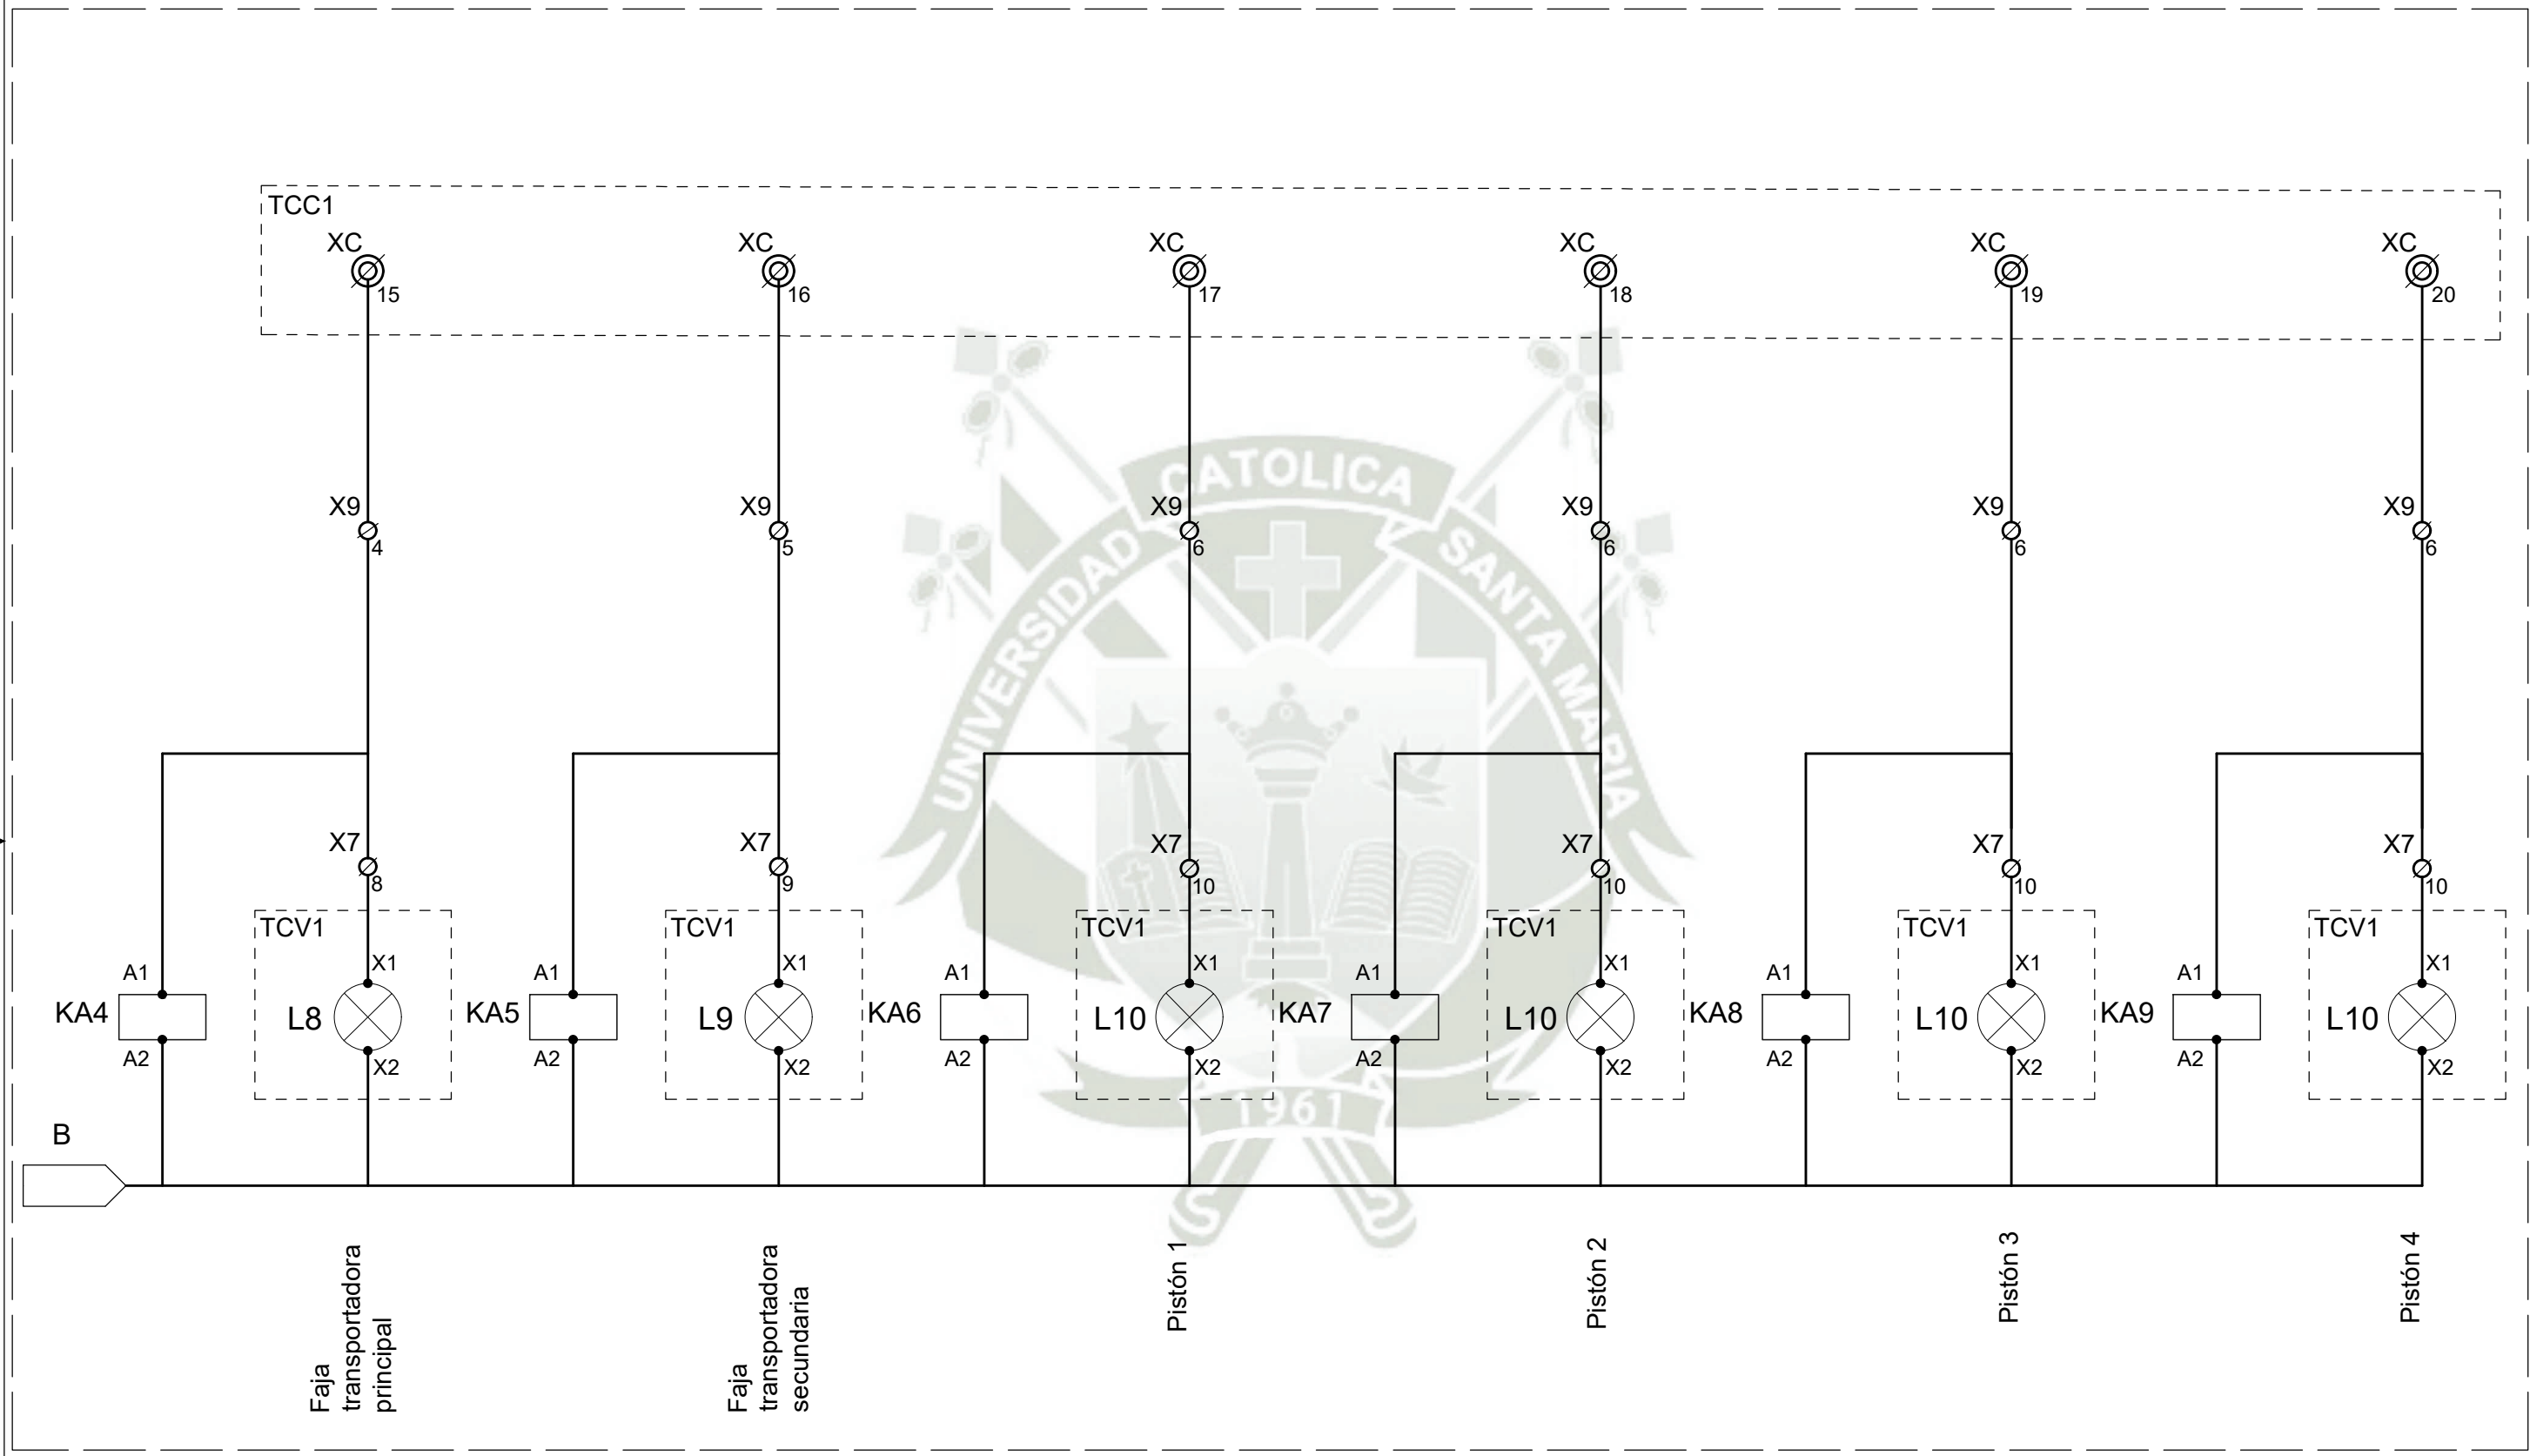 TCC1
XC XC XC XC XC XC
15 16 17 18 19 20
CATOLICA
UNIVERSIDAD
SANTA MARIA
X9 X9 X9 X9 X9 X9
4 5 6 6 6 6
X7 X7 X7 X7 X7 X7
8 9 10 10 10 10
TCV1 TCV1 TCV1 TCV1 TCV1 TCV1
A1 X1 A1 X1 A1 X1 A1 X1 A1 X1 A1 X1
KA4 L8 KA5 L9 KA6 L10 KA7 L10 KA8 L10 KA9 L10
A2 X2 A2 X2 A2 X2 A2 X2 A2 X2 A2 X2
1961
B
Faja
transportadora
principal
Faja
transportadora
secundaria
Pistón 1
Pistón 2
Pistón 3
Pistón 4